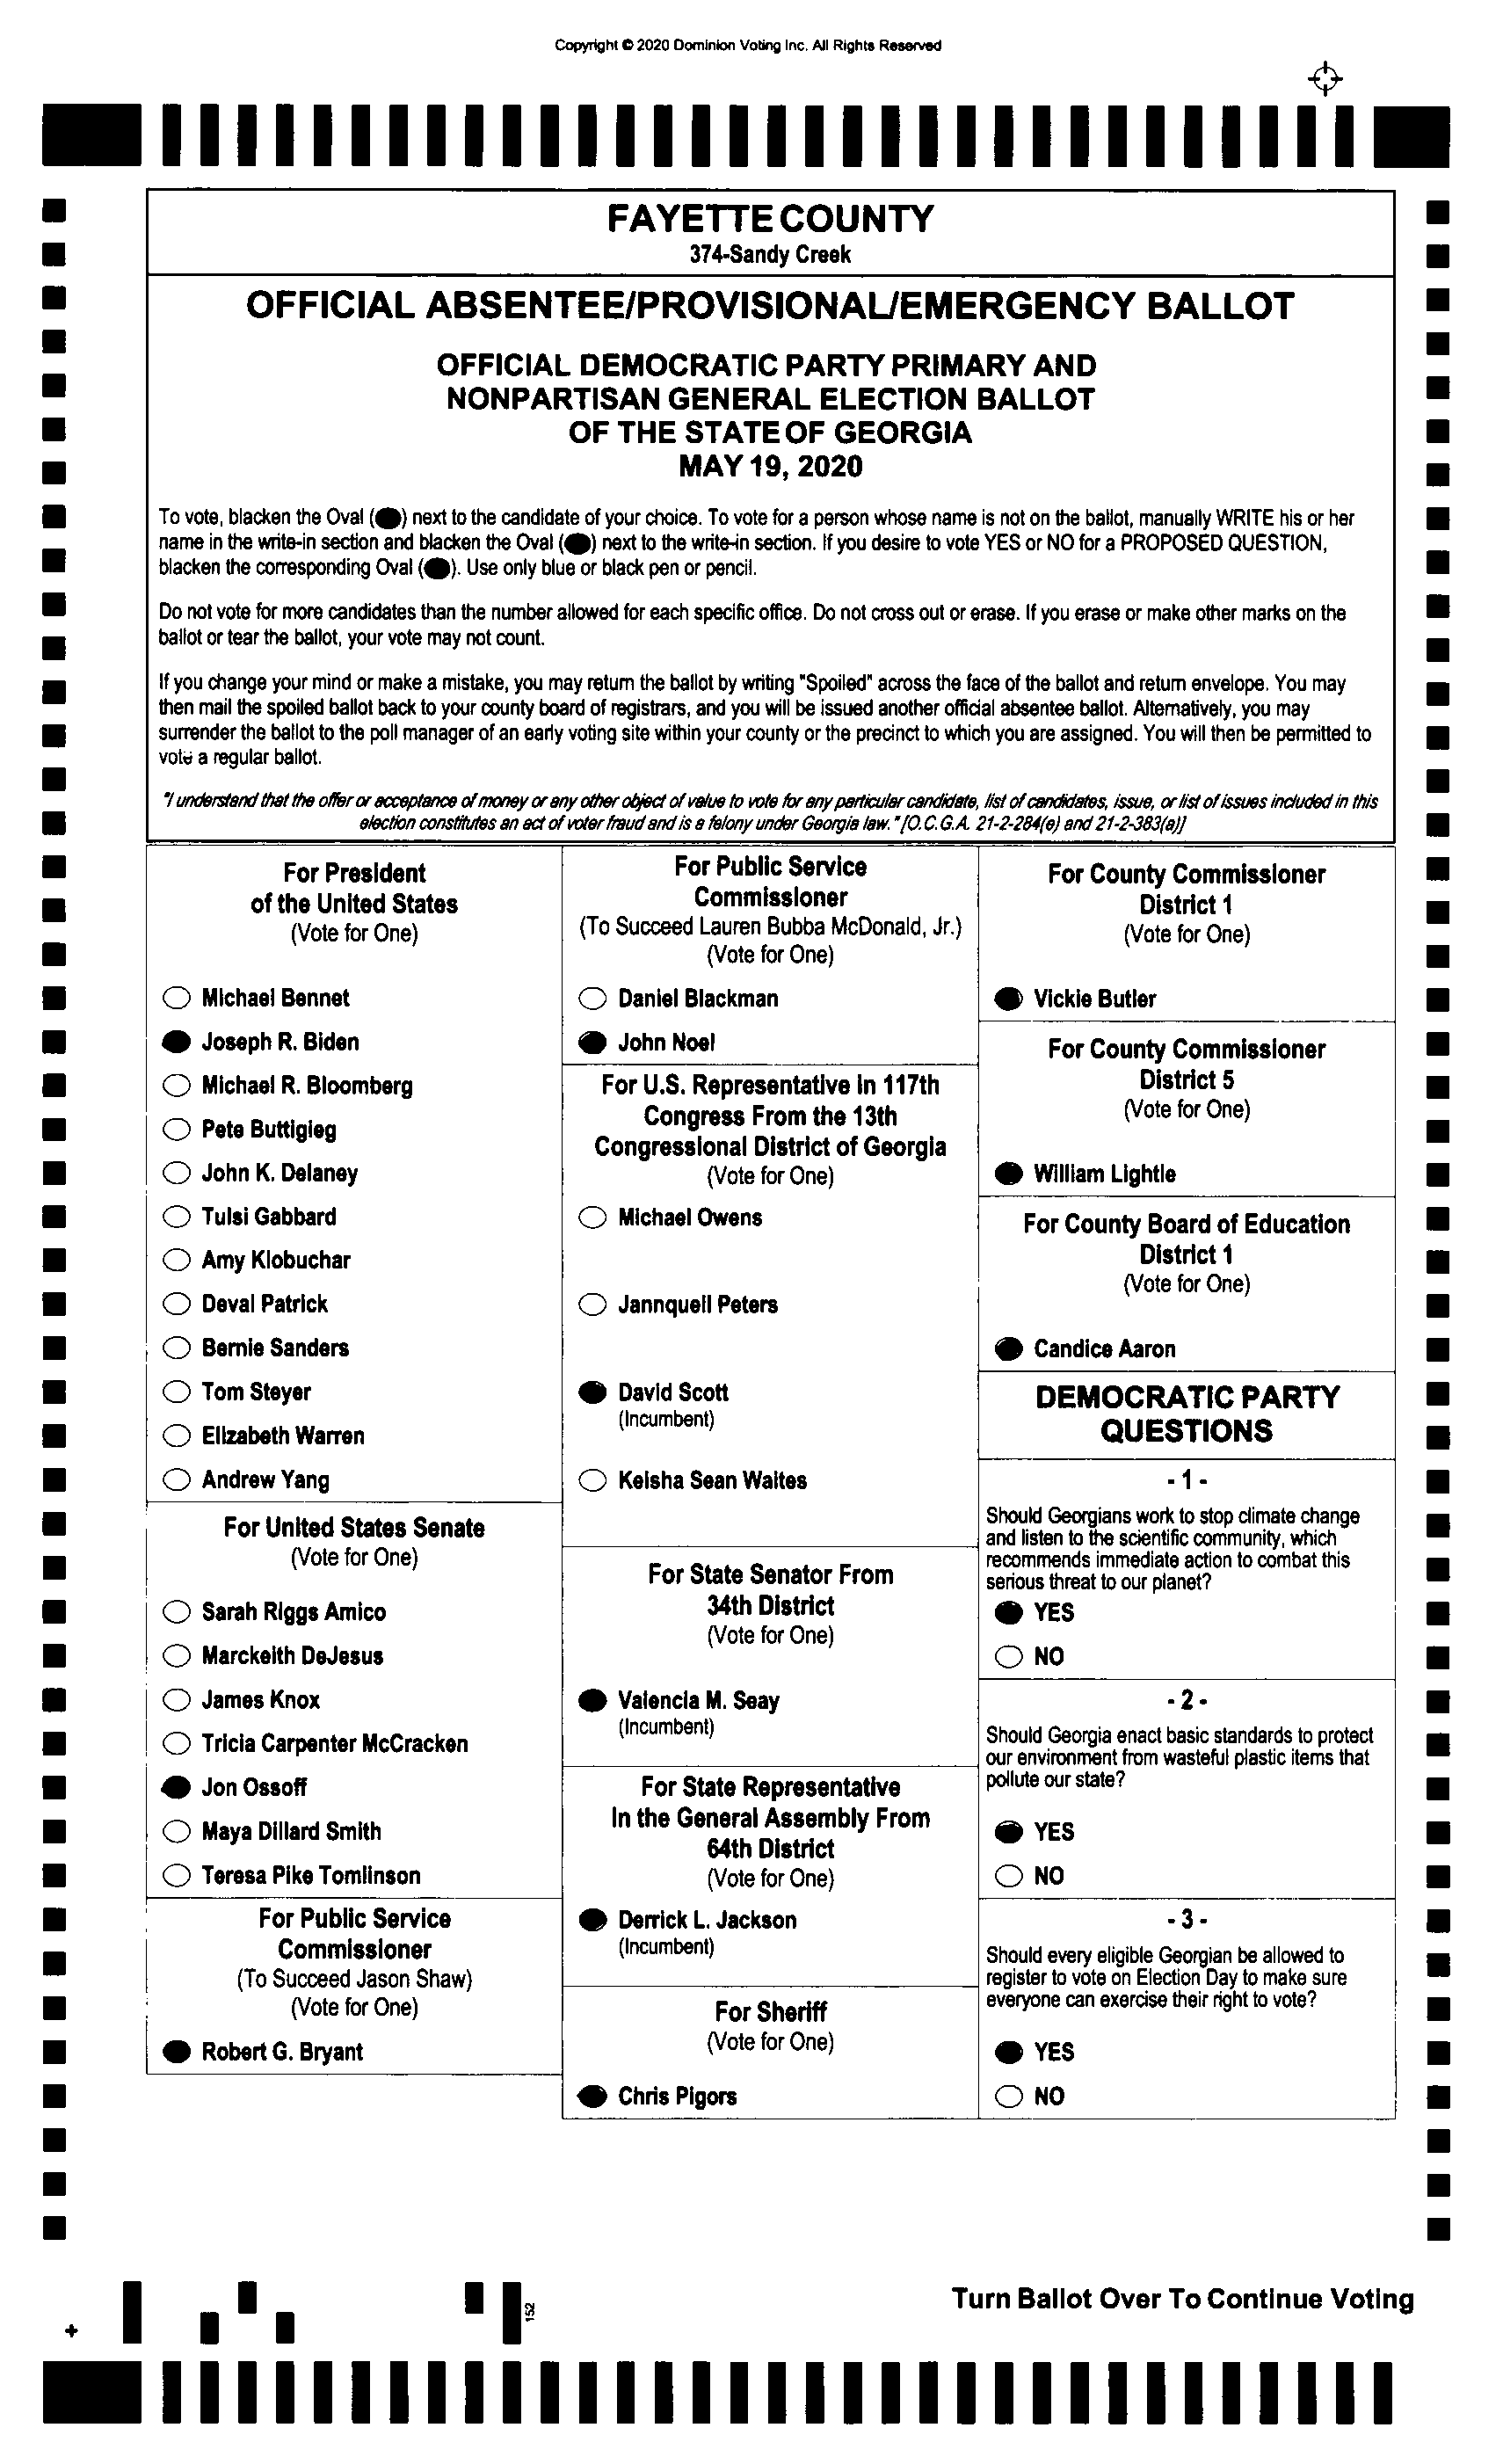 Copyright © 2020 Dominion Voting Inc. All Rights Reserved
FAYETTE COUNTY
374-Sandy Creek
OFFICIAL ABSENTEE/PROVISIONAL/EMERGENCY BALLOT
OFFICIAL DEMOCRATIC PARTY PRIMARY AND
NONPARTISAN GENERAL ELECTION BALLOT
OF THE STATE OF GEORGIA
MAY 19, 2020
To vote, blacken the Oval (●) next to the candidate of your choice. To vote for a person whose name is not on the ballot, manually WRITE his or her
name in the write-in section and blacken the Oval (●) next to the write-in section. If you desire to vote YES or NO for a PROPOSED QUESTION,
blacken the corresponding Oval (●). Use only blue or black pen or pencil.
Do not vote for more candidates than the number allowed for each specific office. Do not cross out or erase. If you erase or make other marks on the
ballot or tear the ballot, your vote may not count.
If you change your mind or make a mistake, you may return the ballot by writing "Spoiled" across the face of the ballot and return envelope. You may
then mail the spoiled ballot back to your county board of registrars, and you will be issued another official absentee ballot. Alternatively, you may
surrender the ballot to the poll manager of an early voting site within your county or the precinct to which you are assigned. You will then be permitted to
vote a regular ballot.
"I understand that the offer or acceptance of money or any other object of value to vote for any particular candidate, list of candidates, issue, or list of issues included in this
election constitutes an act of voter fraud and is a felony under Georgia law." [O.C.G.A. 21-2-284(e) and 21-2-383(a)]
For President
of the United States
(Vote for One)
Michael Bennet
Joseph R. Biden
Michael R. Bloomberg
Pete Buttigieg
John K. Delaney
Tulsi Gabbard
Amy Klobuchar
Deval Patrick
Bernie Sanders
Tom Steyer
Elizabeth Warren
Andrew Yang
For United States Senate
(Vote for One)
Sarah Riggs Amico
Marckeith DeJesus
James Knox
Tricia Carpenter McCracken
Jon Ossoff
Maya Dillard Smith
Teresa Pike Tomlinson
For Public Service
Commissioner
(To Succeed Jason Shaw)
(Vote for One)
Robert G. Bryant
For Public Service
Commissioner
(To Succeed Lauren Bubba McDonald, Jr.)
(Vote for One)
Daniel Blackman
John Noel
For U.S. Representative in 117th
Congress From the 13th
Congressional District of Georgia
(Vote for One)
Michael Owens
Jannquell Peters
David Scott
(Incumbent)
Keisha Sean Waites
For State Senator From
34th District
(Vote for One)
Valencia M. Seay
(Incumbent)
For State Representative
In the General Assembly From
64th District
(Vote for One)
Derrick L. Jackson
(Incumbent)
For Sheriff
(Vote for One)
Chris Pigors
For County Commissioner
District 1
(Vote for One)
Vickie Butler
For County Commissioner
District 5
(Vote for One)
William Lightle
For County Board of Education
District 1
(Vote for One)
Candice Aaron
DEMOCRATIC PARTY
QUESTIONS
- 1 -
Should Georgians work to stop climate change
and listen to the scientific community, which
recommends immediate action to combat this
serious threat to our planet?
YES
NO
- 2 -
Should Georgia enact basic standards to protect
our environment from wasteful plastic items that
pollute our state?
YES
NO
- 3 -
Should every eligible Georgian be allowed to
register to vote on Election Day to make sure
everyone can exercise their right to vote?
YES
NO
Turn Ballot Over To Continue Voting
152
+